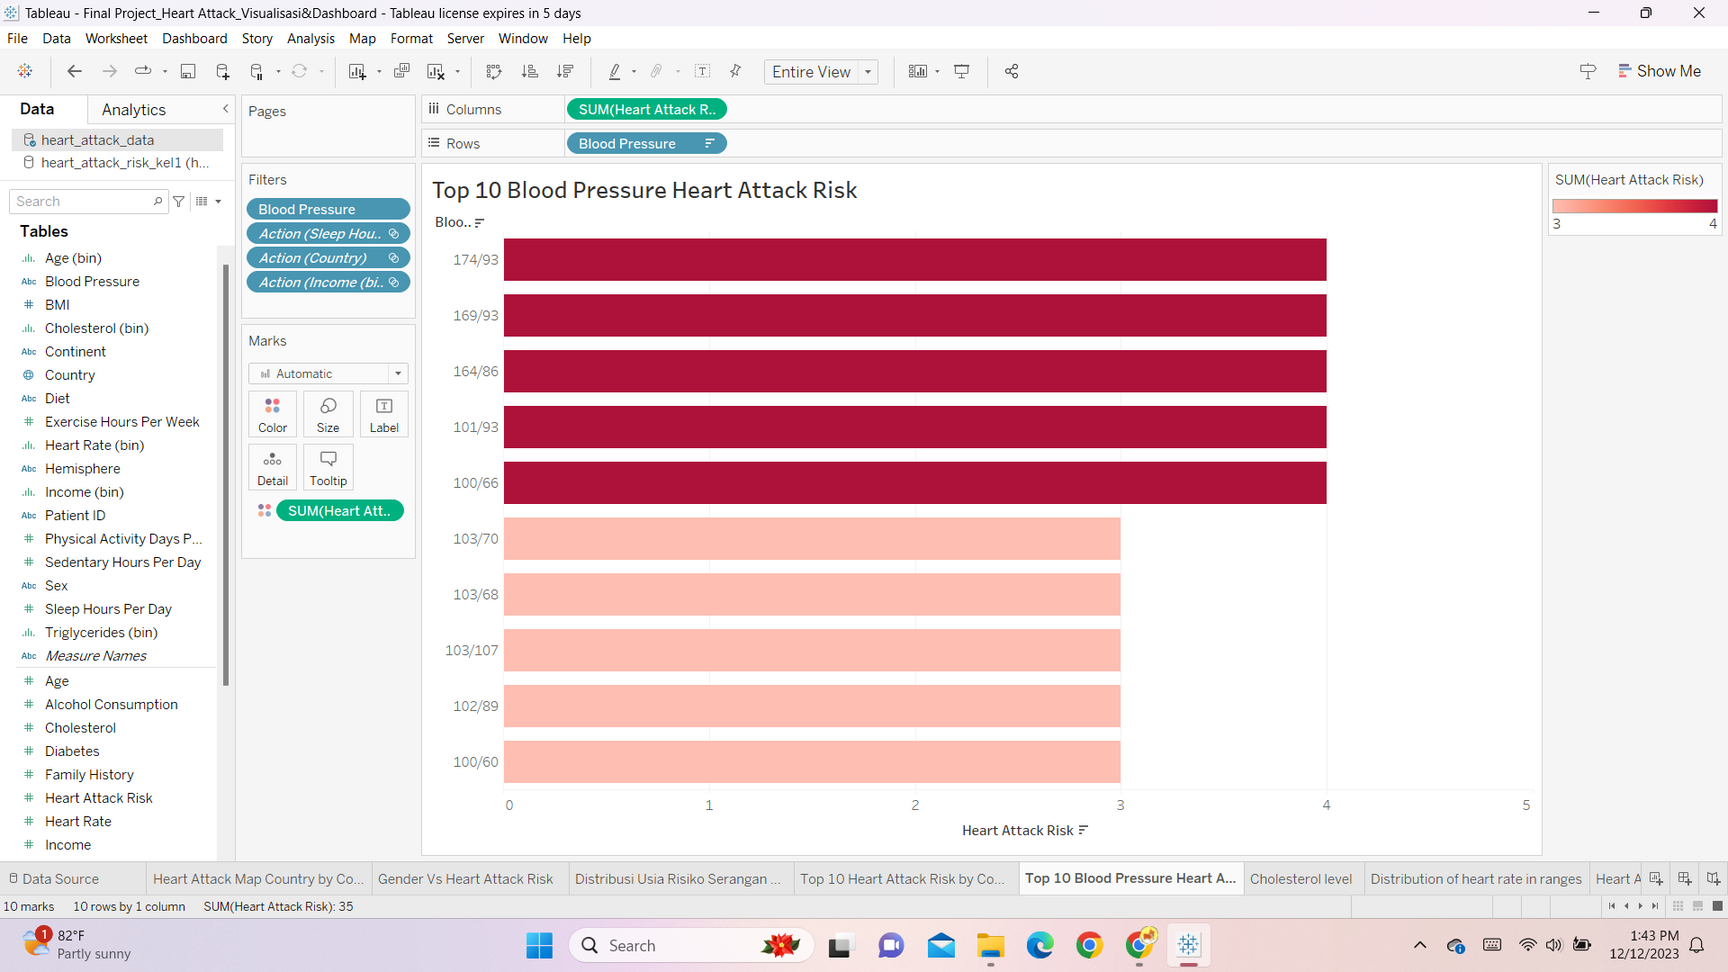 Tableau - Final Project_Heart Attack_Visualisasi&Dashboard - Tableau license expires in 5 days
File Data Worksheet Dashboard Story Analysis Map Format Server Window Help
Entire View
Show Me
Data Analytics
heart_attack_data
heart_attack_risk_kel1 (h...
Search
Tables
Age (bin)
Abc Blood Pressure
# BMI
Cholesterol (bin)
Abc Continent
Country
Abc Diet
# Exercise Hours Per Week
Heart Rate (bin)
Abc Hemisphere
Income (bin)
Abc Patient ID
# Physical Activity Days P...
# Sedentary Hours Per Day
Abc Sex
# Sleep Hours Per Day
Triglycerides (bin)
Abc Measure Names
# Age
# Alcohol Consumption
# Cholesterol
# Diabetes
# Family History
# Heart Attack Risk
# Heart Rate
# Income
Pages
Filters
Blood Pressure
Action (Sleep Hou..
Action (Country)
Action (Income (bi..
Marks
Automatic
Color Size Label
Detail Tooltip
SUM(Heart Att..
Columns SUM(Heart Attack R..
Rows Blood Pressure
Top 10 Blood Pressure Heart Attack Risk
Bloo..
174/93
169/93
164/86
101/93
100/66
103/70
103/68
103/107
102/89
100/60
0 1 2 3 4 5
Heart Attack Risk
SUM(Heart Attack Risk)
3 4
Data Source Heart Attack Map Country by Co... Gender Vs Heart Attack Risk Distribusi Usia Risiko Serangan ... Top 10 Heart Attack Risk by Co... Top 10 Blood Pressure Heart A... Cholesterol level Distribution of heart rate in ranges Heart A
10 marks 10 rows by 1 column SUM(Heart Attack Risk): 35
1
82°F
Partly sunny
Search
1:43 PM
12/12/2023